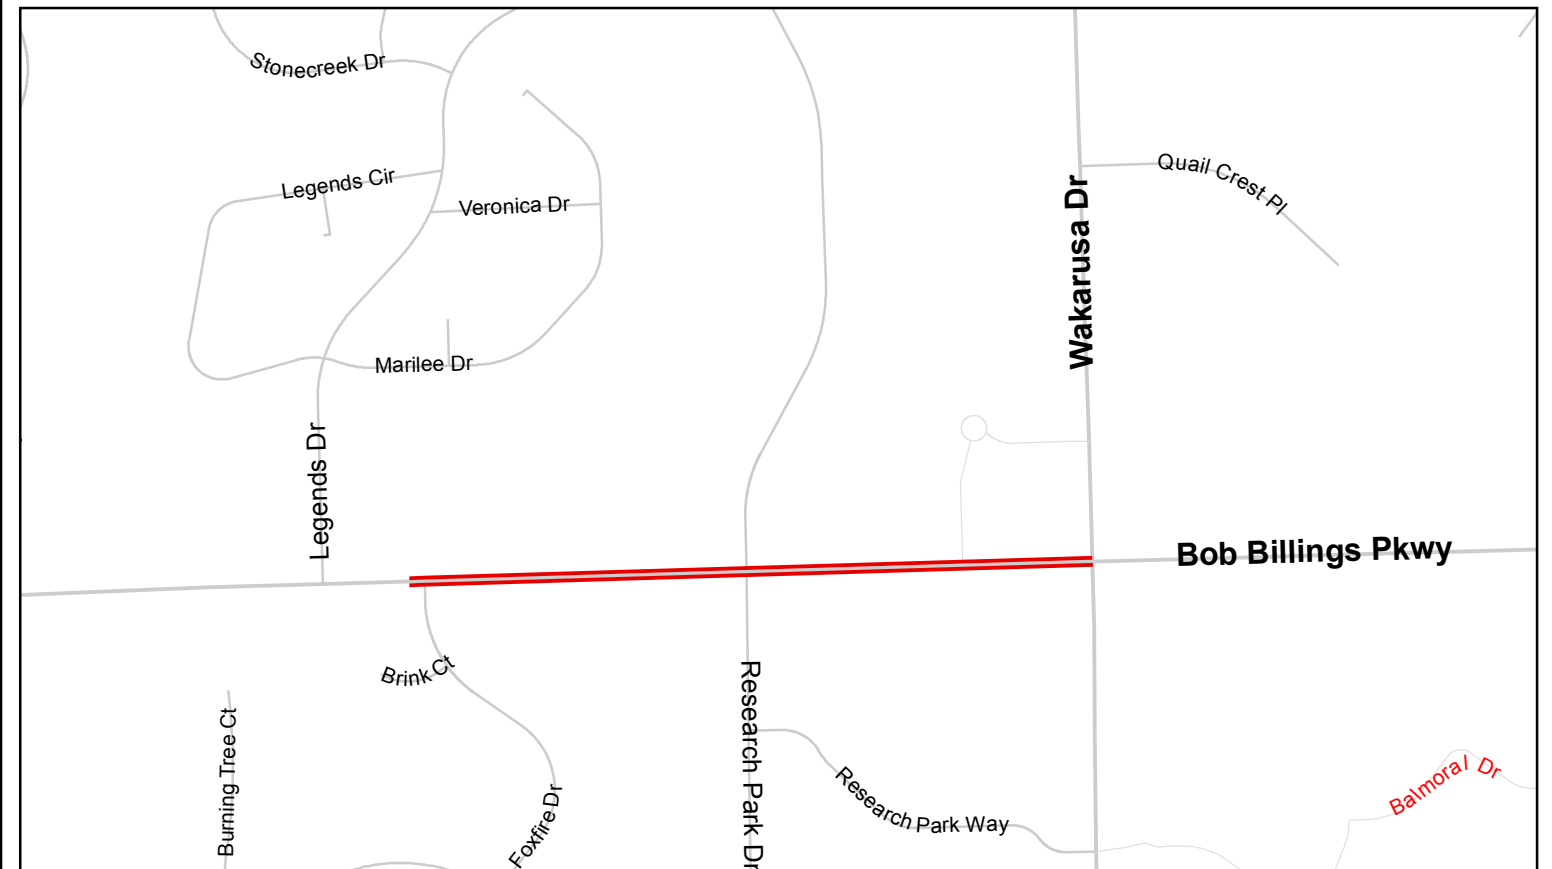 Stonecreek Dr
Quail Crest Pl
Legends Cir
Veronica Dr
Wakarusa Dr
Marilee Dr
Legends Dr
Bob Billings Pkwy
Brink Ct
Research Park Dr
Burning Tree Ct
Foxfire Dr
Research Park Way
Balmoral Dr